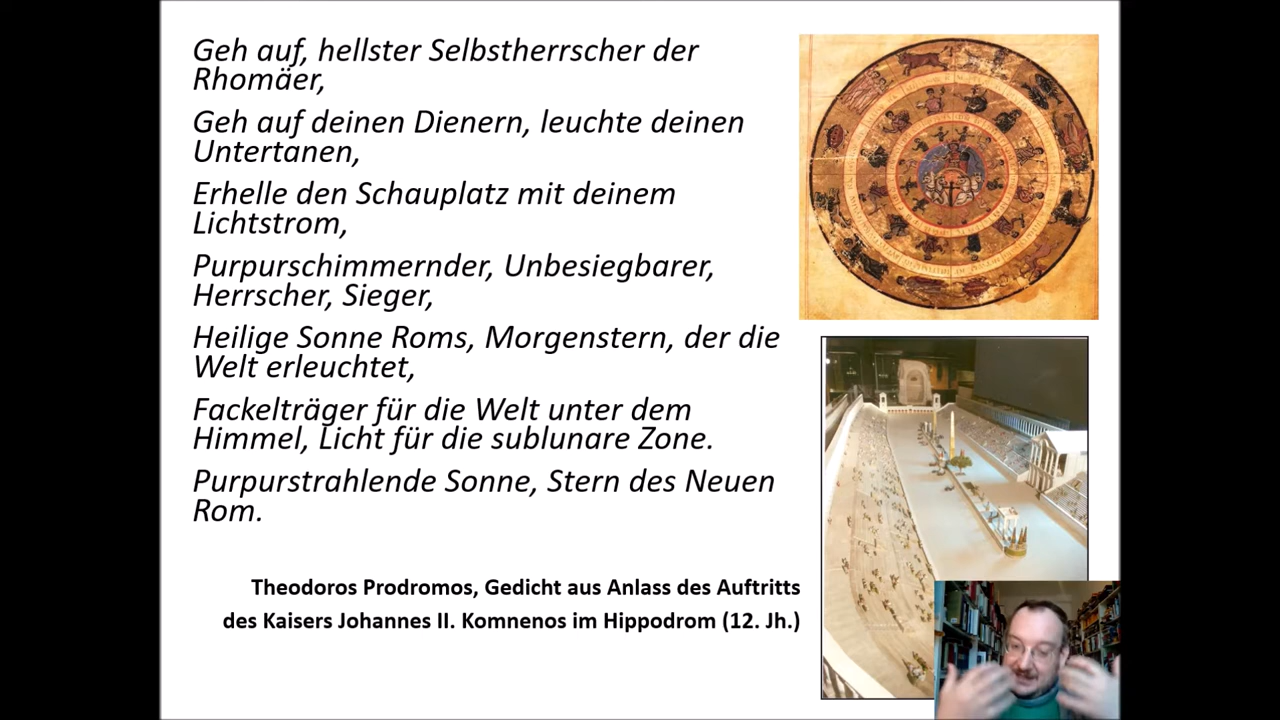 Geh auf, hellster Selbstherrscher der
Rhomäer,
Geh auf deinen Dienern, leuchte deinen
Untertanen,
Erhelle den Schauplatz mit deinem
Lichtstrom,
Purpurschimmernder, Unbesiegbarer,
Herrscher, Sieger,
Heilige Sonne Roms, Morgenstern, der die
Welt erleuchtet,
Fackelträger für die Welt unter dem
Himmel, Licht für die sublunare Zone.
Purpurstrahlende Sonne, Stern des Neuen
Rom.
Theodoros Prodromos, Gedicht aus Anlass des Auftritts
des Kaisers Johannes II. Komnenos im Hippodrom (12. Jh.)